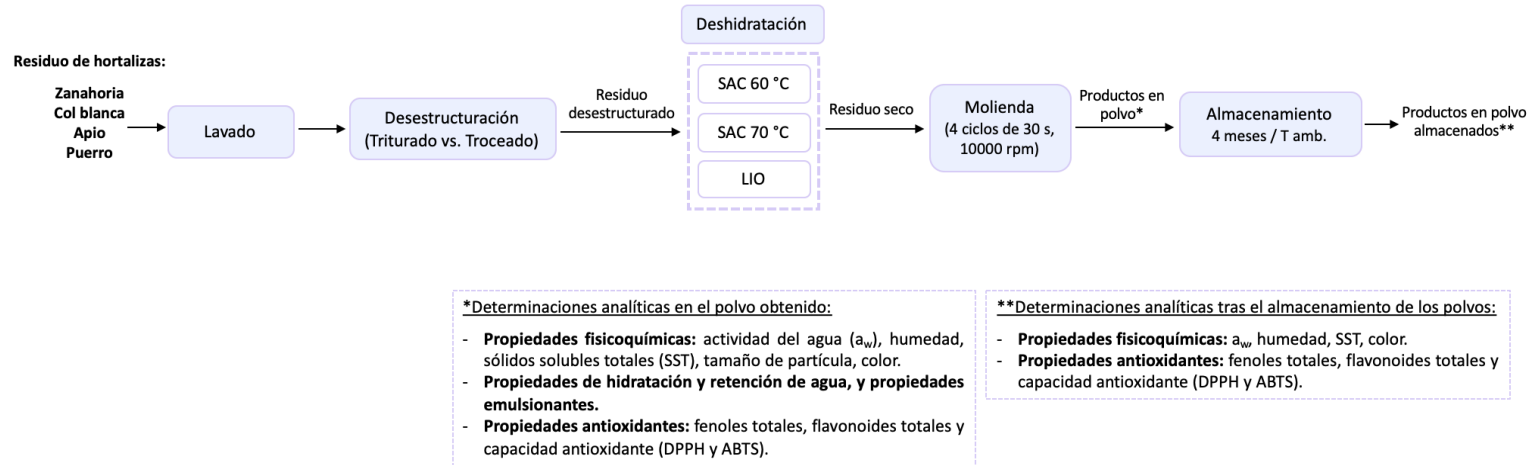 Residuo de hortalizas:
Zanahoria
Col blanca
Apio
Puerro
Lavado
Desestructuración
(Triturado vs. Troceado)
Residuo
desestructurado
Deshidratación
SAC 60 °C
SAC 70 °C
LIO
Residuo seco
Molienda
(4 ciclos de 30 s,
10000 rpm)
Productos en
polvo*
Almacenamiento
4 meses / T amb.
Productos en polvo
almacenados**
*Determinaciones analíticas en el polvo obtenido:
- Propiedades fisicoquímicas: actividad del agua (aw), humedad,
sólidos solubles totales (SST), tamaño de partícula, color.
- Propiedades de hidratación y retención de agua, y propiedades
emulsionantes.
- Propiedades antioxidantes: fenoles totales, flavonoides totales y
capacidad antioxidante (DPPH y ABTS).
**Determinaciones analíticas tras el almacenamiento de los polvos:
- Propiedades fisicoquímicas: aw, humedad, SST, color.
- Propiedades antioxidantes: fenoles totales, flavonoides totales y
capacidad antioxidante (DPPH y ABTS).